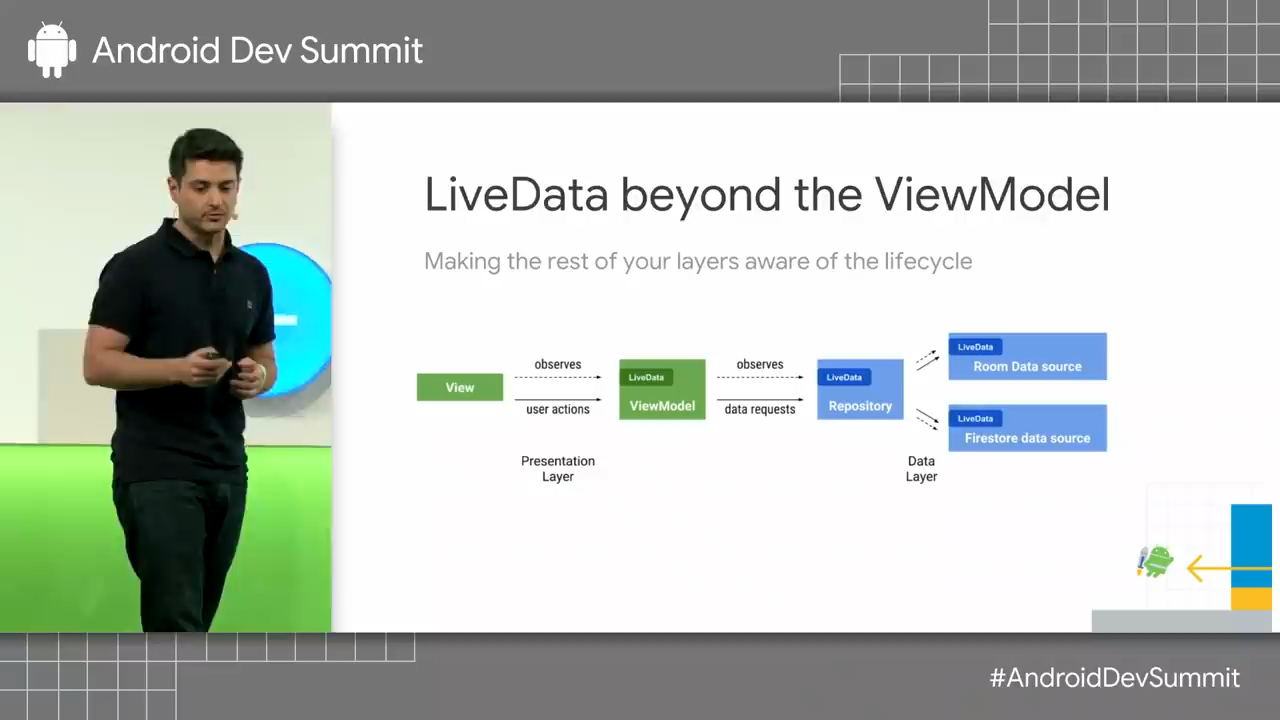 Android Dev Summit
LiveData beyond the ViewModel
Making the rest of your layers aware of the lifecycle
View
observes
user actions
LiveData
ViewModel
observes
data requests
LiveData
Repository
LiveData
Room Data source
LiveData
Firestore data source
Presentation
Layer
Data
Layer
#AndroidDevSummit